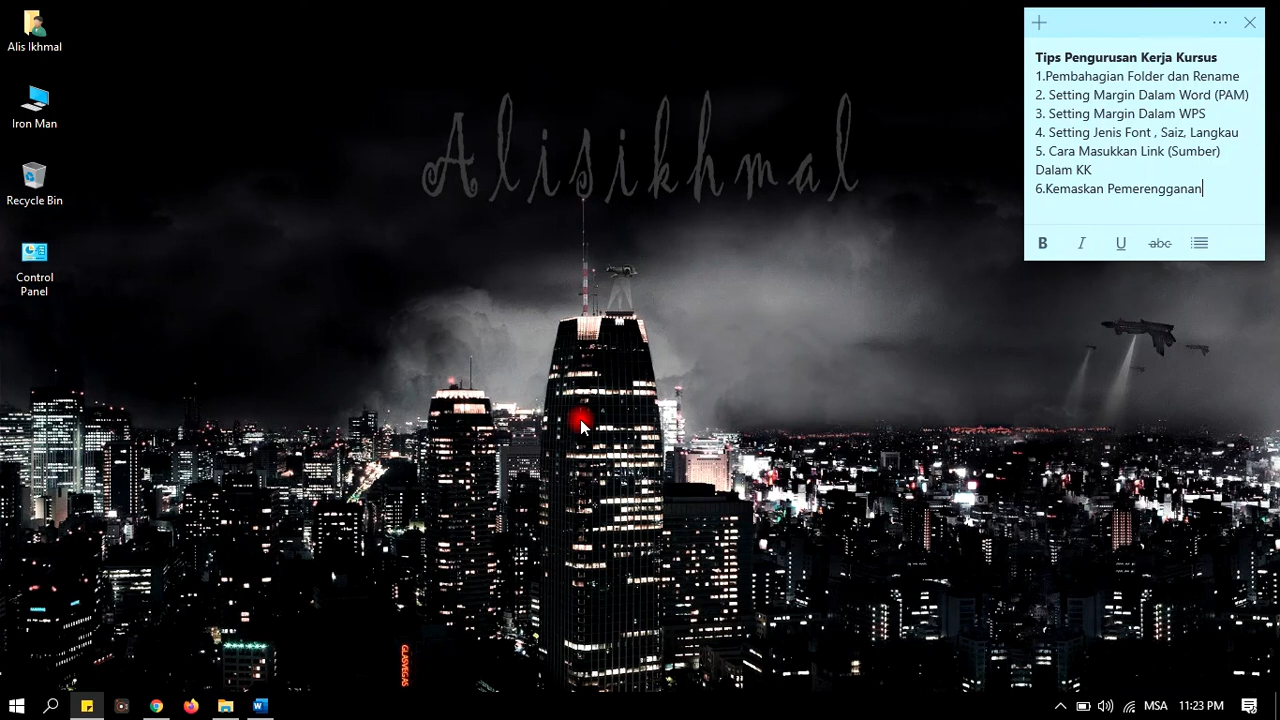 Alis Ikhmal
Iron Man
Recycle Bin
Control
Panel
Alisikhmal
Tips Pengurusan Kerja Kursus
1.Pembahagian Folder dan Rename
2. Setting Margin Dalam Word (PAM)
3. Setting Margin Dalam WPS
4. Setting Jenis Font , Saiz, Langkau
5. Cara Masukkan Link (Sumber)
Dalam KK
6.Kemaskan Pemerengganan
B I U abc
GLASVEGAS
MSA 11:23 PM